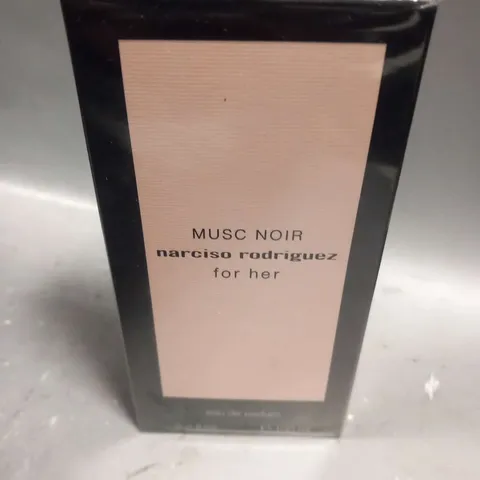 MUSC NOIR
narciso rodriguez
for her
eau de parfum